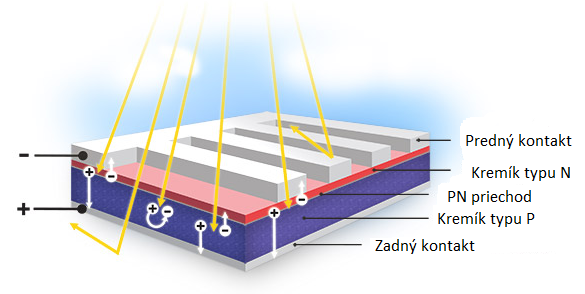 Predný kontakt
Kremík typu N
PN priechod
Kremík typu P
Zadný kontakt
-
+
+
-
-
+
-
+
-
+